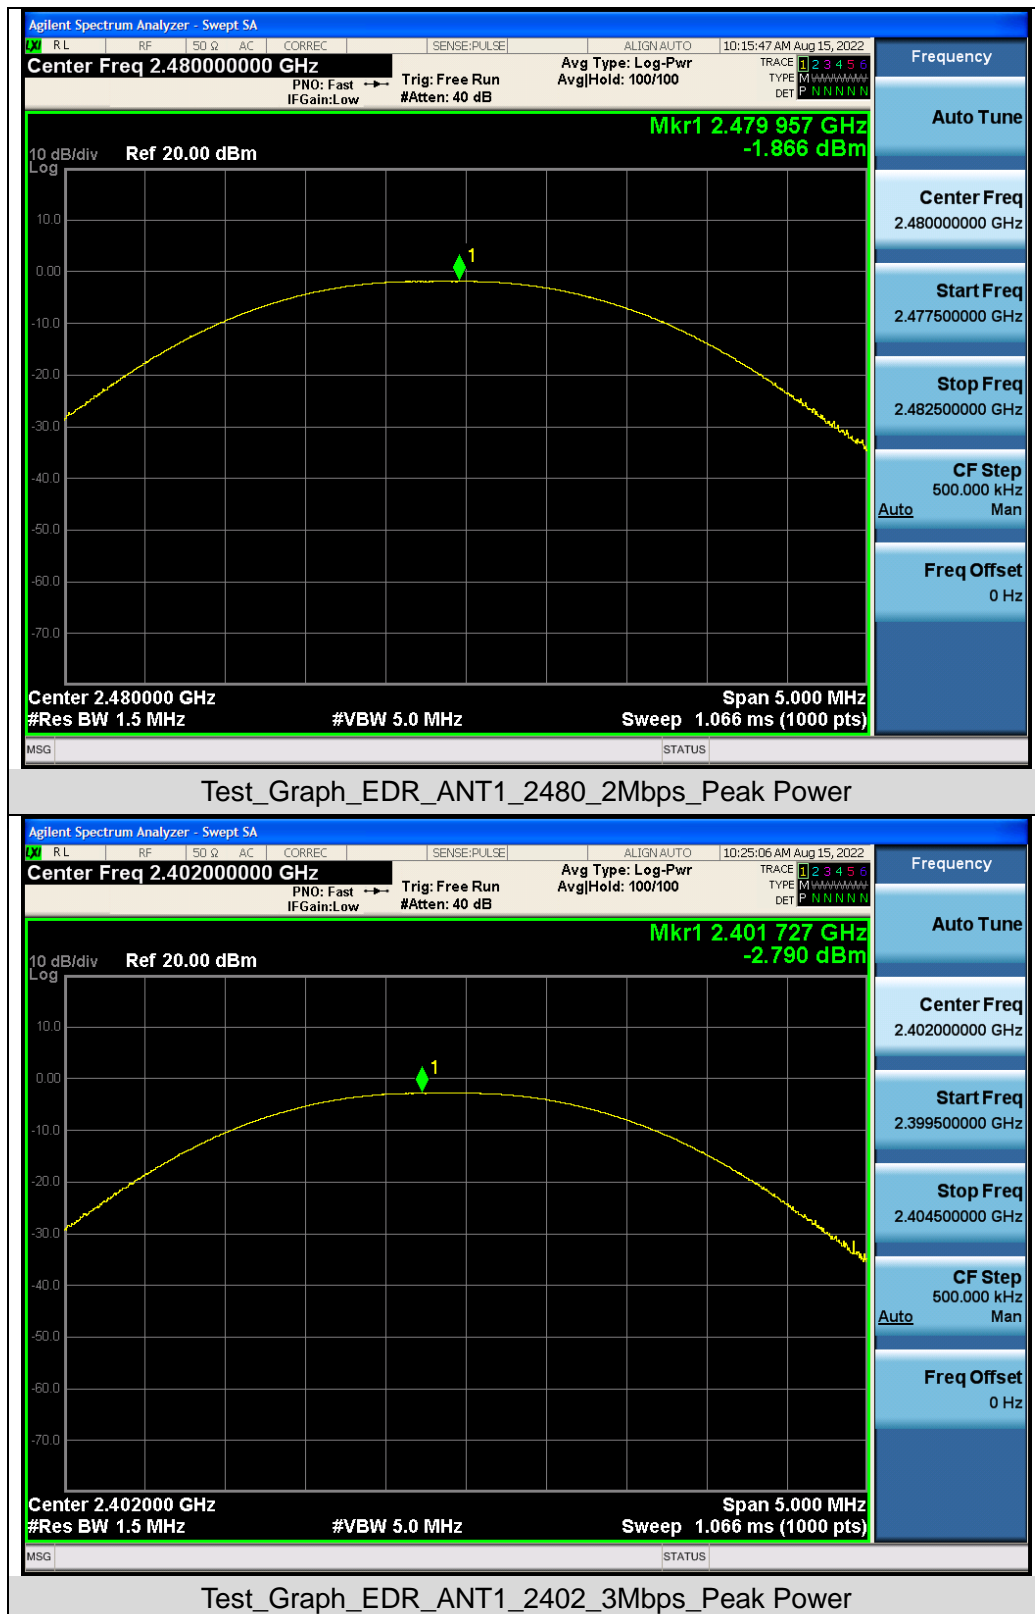 Agilent Spectrum Analyzer - Swept SA
LXI RL RF 50 Ω AC CORREC SENSE:PULSE ALIGN AUTO 10:15:47 AM Aug 15, 2022
Center Freq 2.480000000 GHz
PNO: Fast
IFGain:Low
Trig: Free Run
#Atten: 40 dB
Avg Type: Log-Pwr
Avg|Hold: 100/100
TRACE 1 2 3 4 5 6
TYPE M
DET P N N N N N
Mkr1 2.479 957 GHz
-1.866 dBm
10 dB/div Ref 20.00 dBm
Log
10.0
0.00
-10.0
-20.0
-30.0
-40.0
-50.0
-60.0
-70.0
1
Center 2.480000 GHz Span 5.000 MHz
#Res BW 1.5 MHz #VBW 5.0 MHz Sweep 1.066 ms (1000 pts)
MSG STATUS
Frequency
Auto Tune
Center Freq
2.480000000 GHz
Start Freq
2.477500000 GHz
Stop Freq
2.482500000 GHz
CF Step
500.000 kHz
Auto Man
Freq Offset
0 Hz
Test_Graph_EDR_ANT1_2480_2Mbps_Peak Power
Agilent Spectrum Analyzer - Swept SA
LXI RL RF 50 Ω AC CORREC SENSE:PULSE ALIGN AUTO 10:25:06 AM Aug 15, 2022
Center Freq 2.402000000 GHz
PNO: Fast
IFGain:Low
Trig: Free Run
#Atten: 40 dB
Avg Type: Log-Pwr
Avg|Hold: 100/100
TRACE 1 2 3 4 5 6
TYPE M
DET P N N N N N
Mkr1 2.401 727 GHz
-2.790 dBm
10 dB/div Ref 20.00 dBm
Log
10.0
0.00
-10.0
-20.0
-30.0
-40.0
-50.0
-60.0
-70.0
1
Center 2.402000 GHz Span 5.000 MHz
#Res BW 1.5 MHz #VBW 5.0 MHz Sweep 1.066 ms (1000 pts)
MSG STATUS
Frequency
Auto Tune
Center Freq
2.402000000 GHz
Start Freq
2.399500000 GHz
Stop Freq
2.404500000 GHz
CF Step
500.000 kHz
Auto Man
Freq Offset
0 Hz
Test_Graph_EDR_ANT1_2402_3Mbps_Peak Power